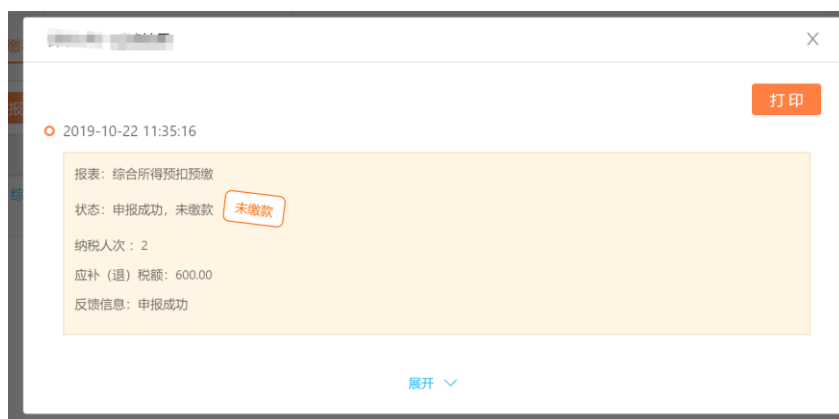 打印
2019-10-22 11:35:16
报表：综合所得预扣预缴
状态：申报成功，未缴款 未缴款
纳税人次 ：2
应补（退）税额：600.00
反馈信息：申报成功
展开